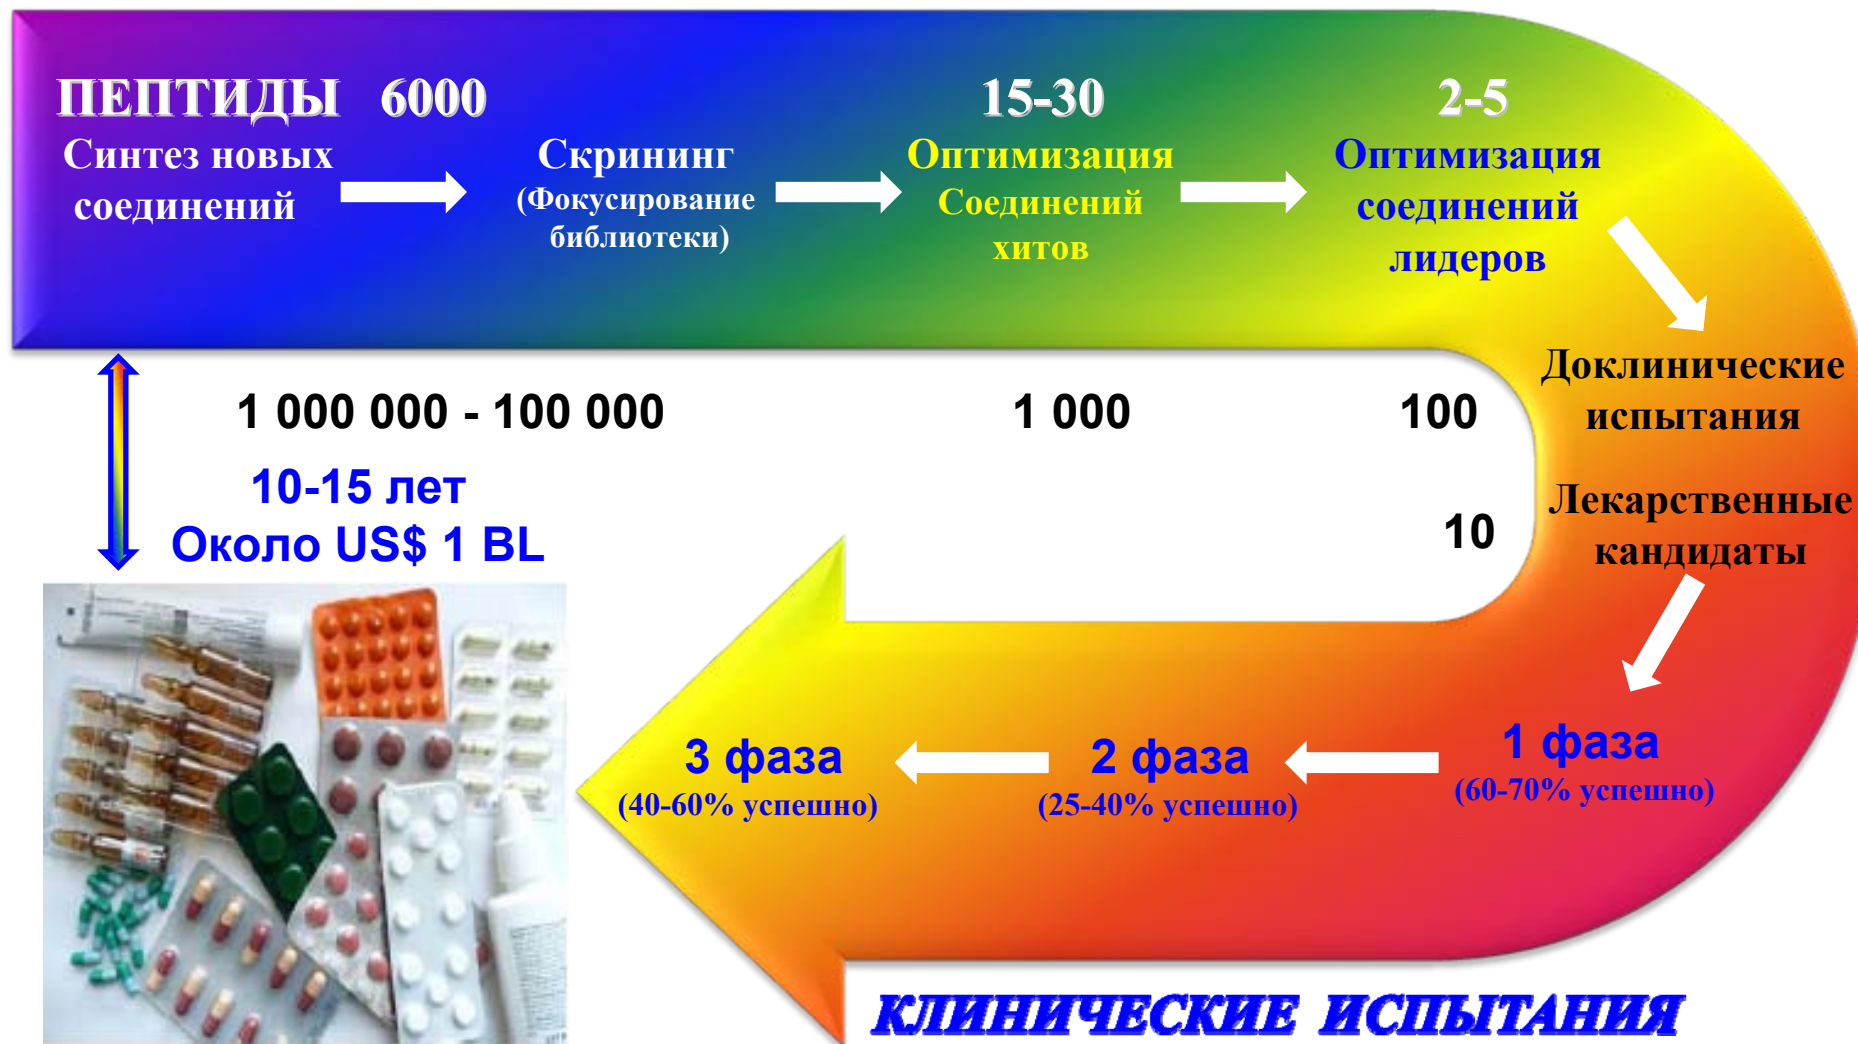 ПЕПТИДЫ 6000
15-30
2-5
Синтез новых
соединений
Скрининг
(Фокусирование
библиотеки)
Оптимизация
Соединений
хитов
Оптимизация
соединений
лидеров
Доклинические
испытания
1 000 000 - 100 000
1 000
100
10-15 лет
Около US$ 1 BL
10
Лекарственные
кандидаты
1 фаза
(60-70% успешно)
2 фаза
(25-40% успешно)
3 фаза
(40-60% успешно)
КЛИНИЧЕСКИЕ ИСПЫТАНИЯ